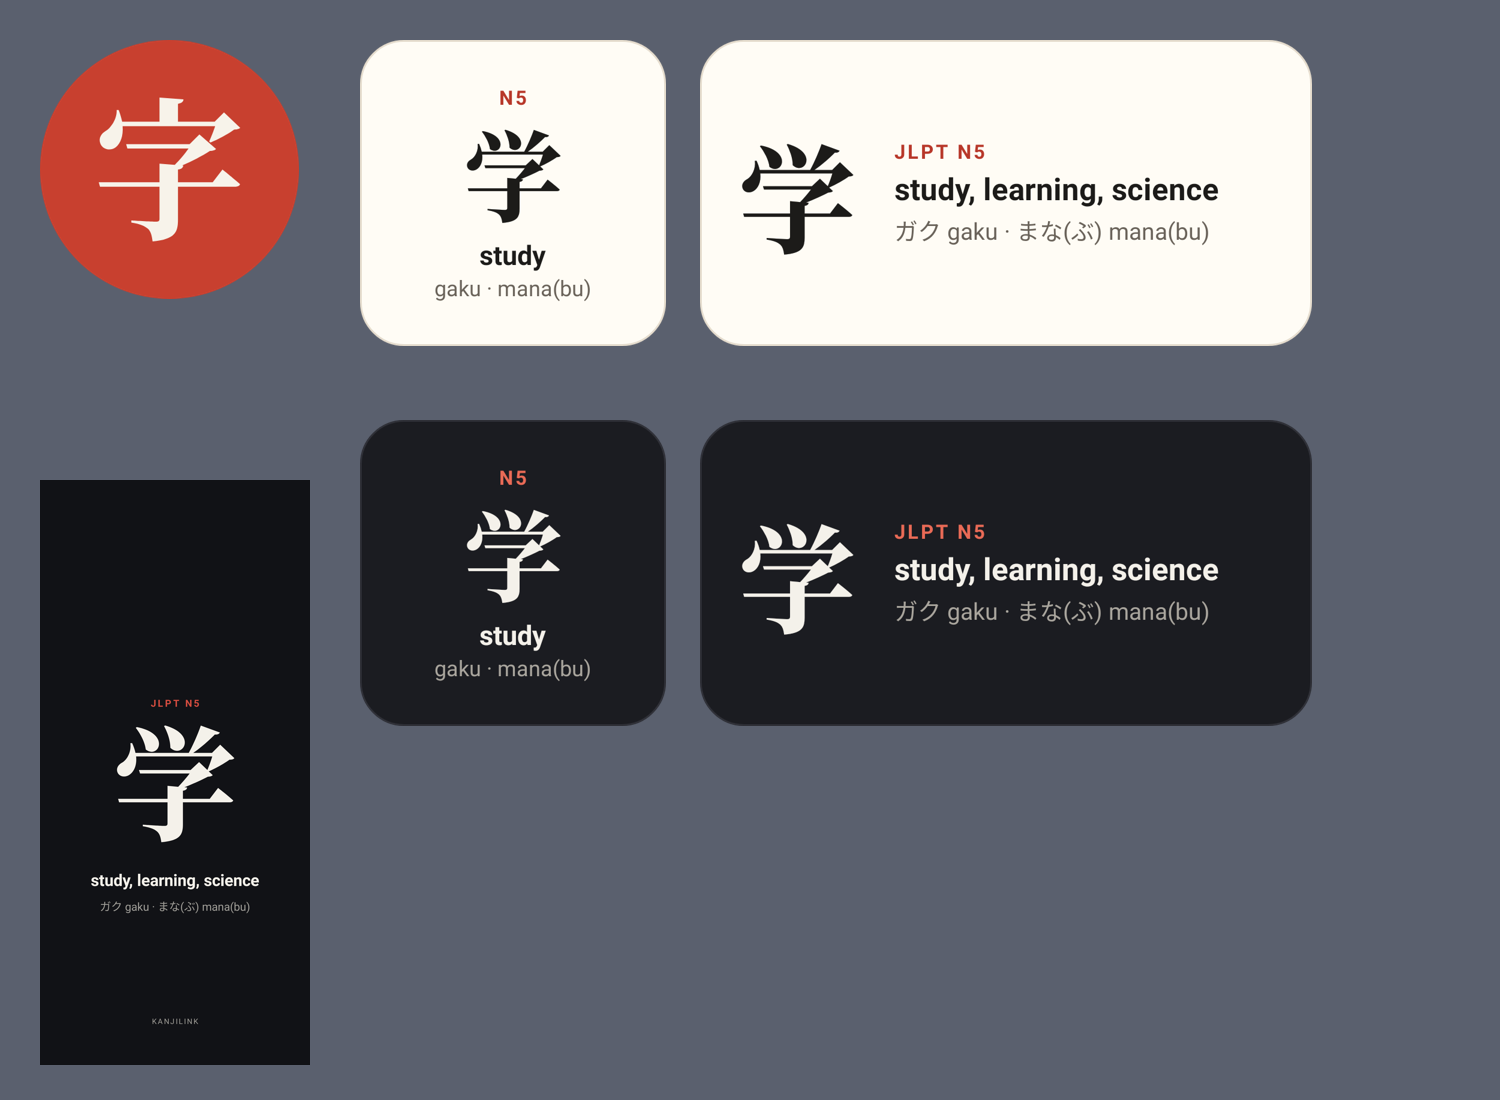 字
N5
学
study
gaku · mana(bu)
学
JLPT N5
study, learning, science
ガク gaku · まな(ぶ) mana(bu)
N5
学
study
gaku · mana(bu)
学
JLPT N5
study, learning, science
ガク gaku · まな(ぶ) mana(bu)
JLPT N5
学
study, learning, science
ガク gaku · まな(ぶ) mana(bu)
KANJILINK